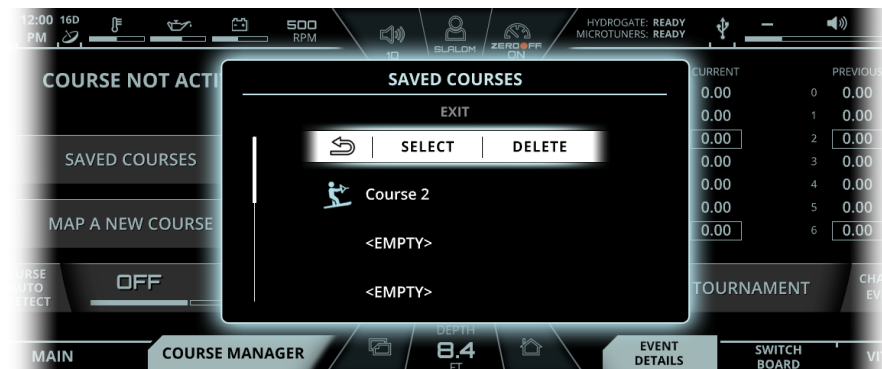 12:00 16D
PM
500
RPM
10
SLALOM
ZEROOFF
ON
HYDROGATE: READY
MICROTUNERS: READY
COURSE NOT ACTI
SAVED COURSES
MAP A NEW COURSE
AUTO
OFF
SAVED COURSES
EXIT
SELECT
DELETE
Course 2
<EMPTY>
<EMPTY>
CURRENT PREVIOUS
0.00 0 0.00
0.00 1 0.00
0.00 2 0.00
0.00 3 0.00
0.00 4 0.00
0.00 5 0.00
0.00 6 0.00
TOURNAMENT
MAIN
COURSE MANAGER
DEPTH
8.4
FT
EVENT
DETAILS
SWITCH
BOARD